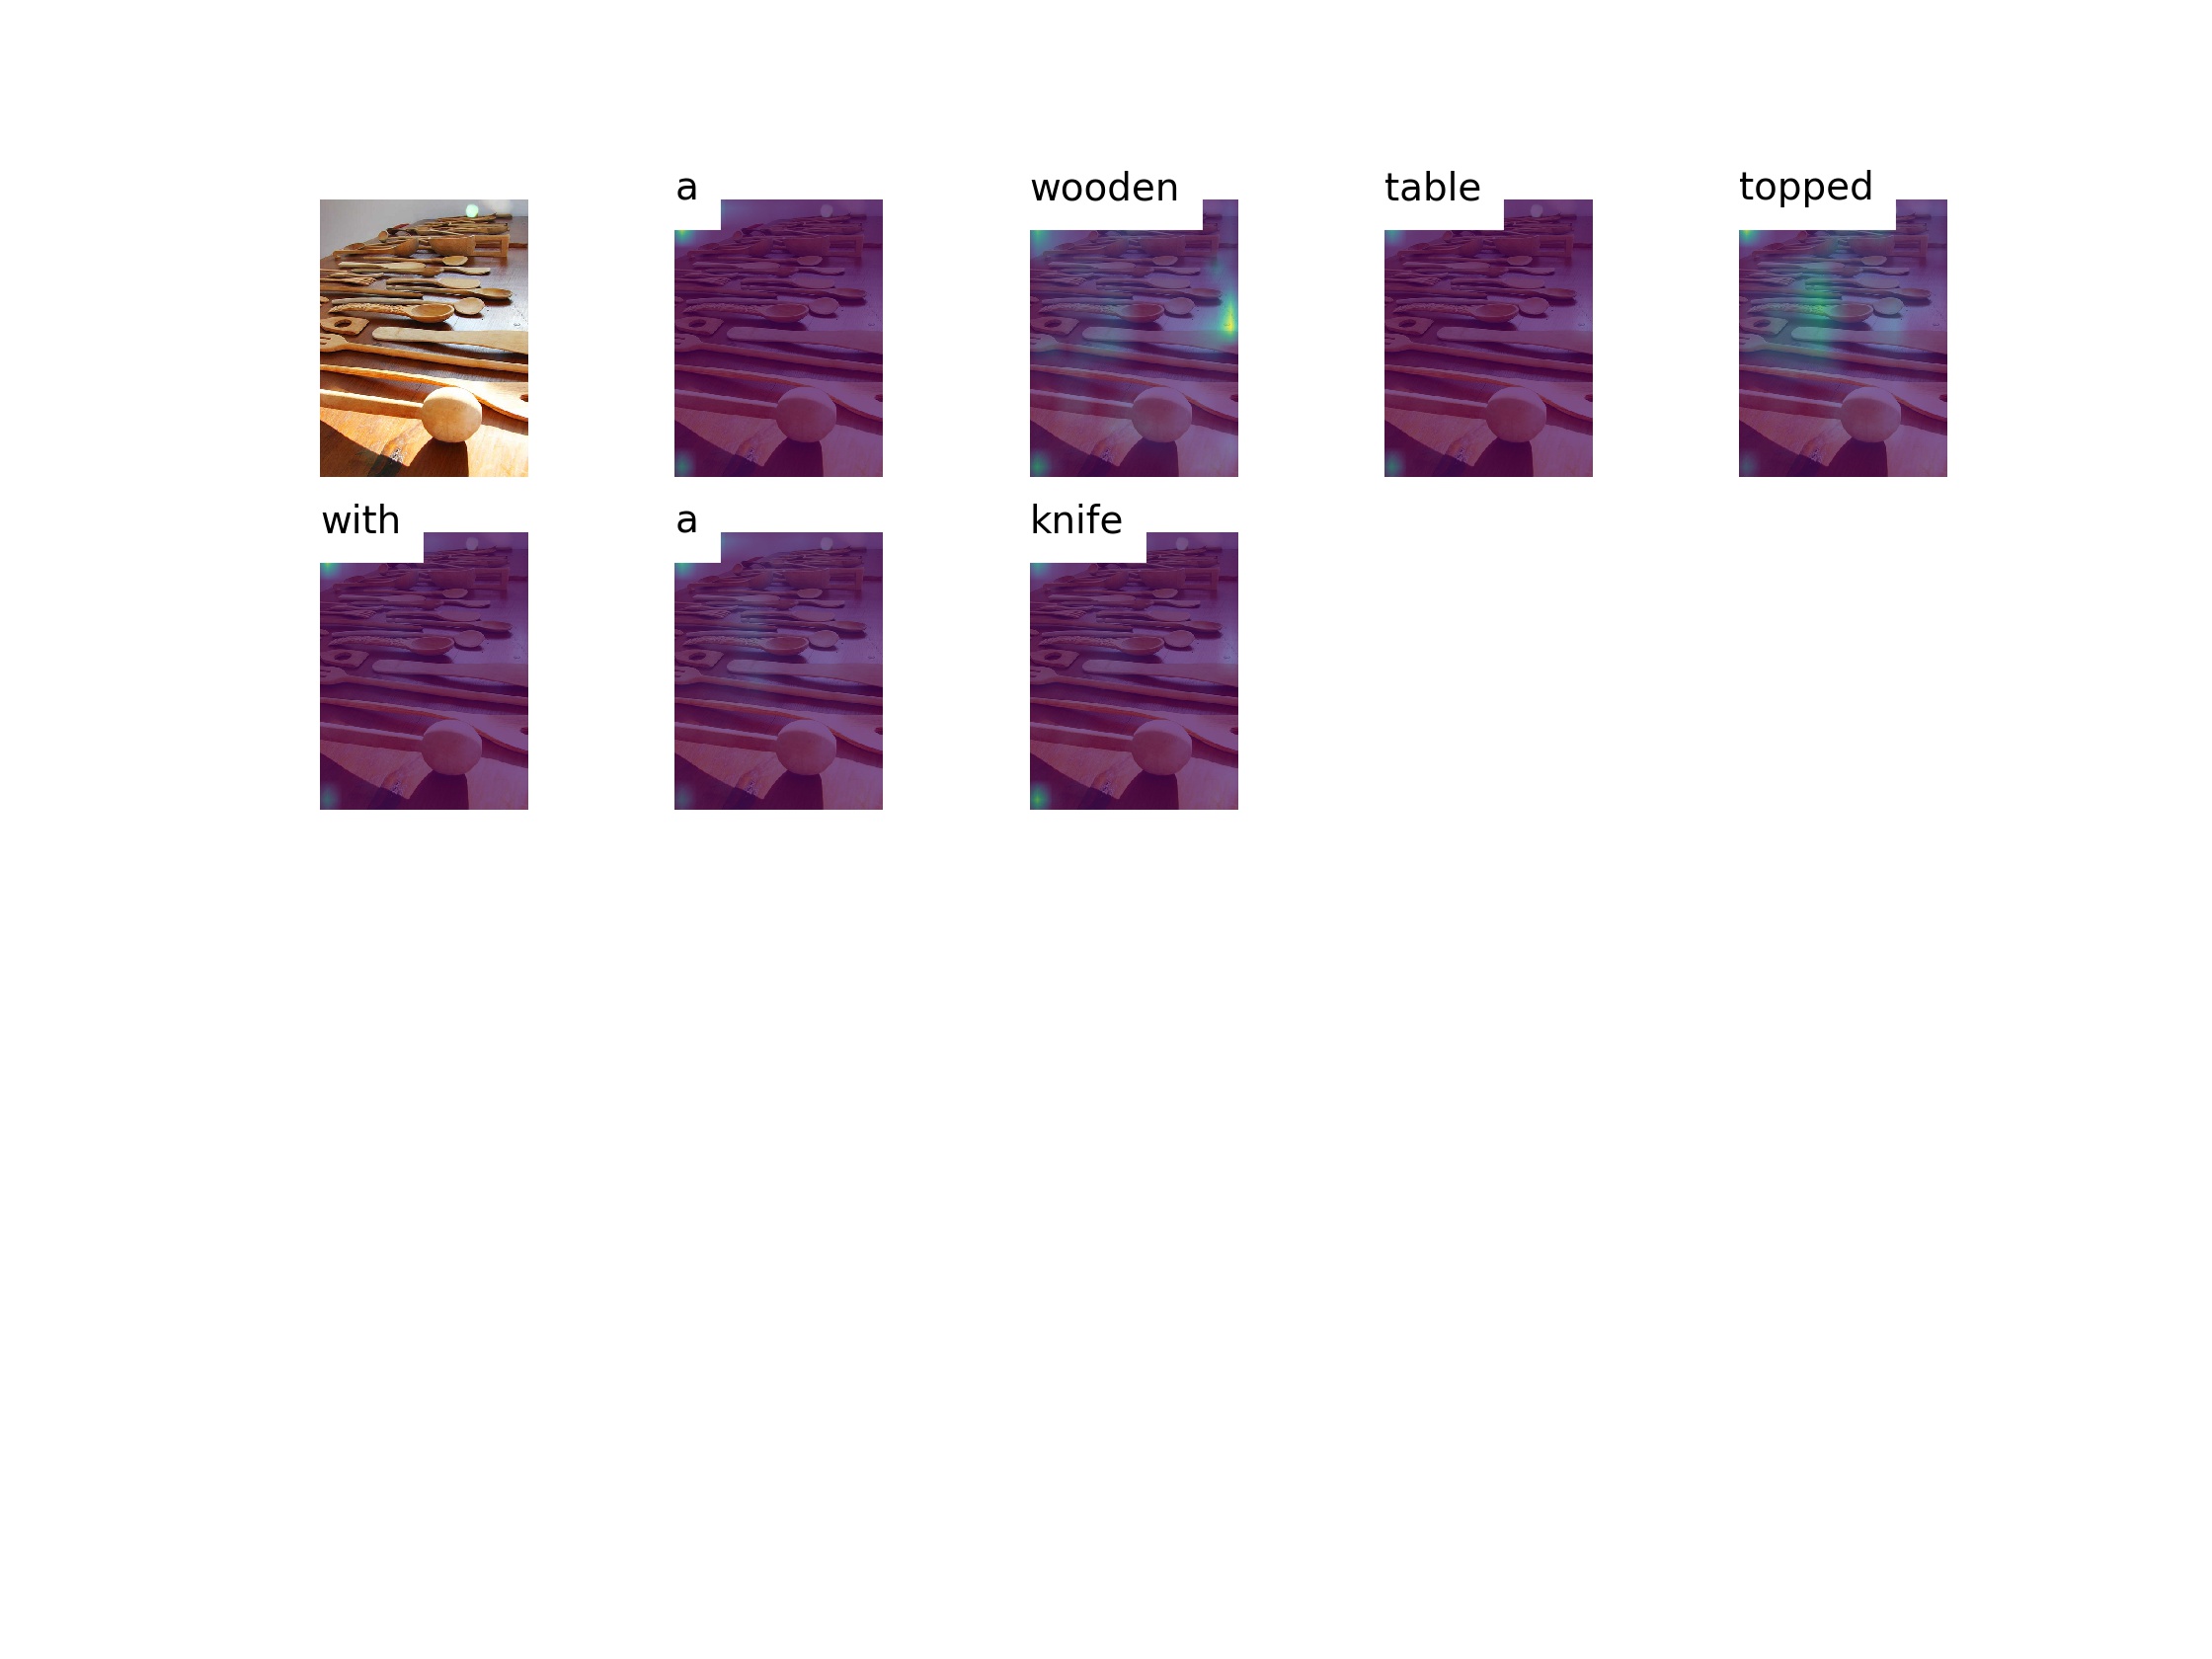 a
wooden
table
topped
with
a
knife